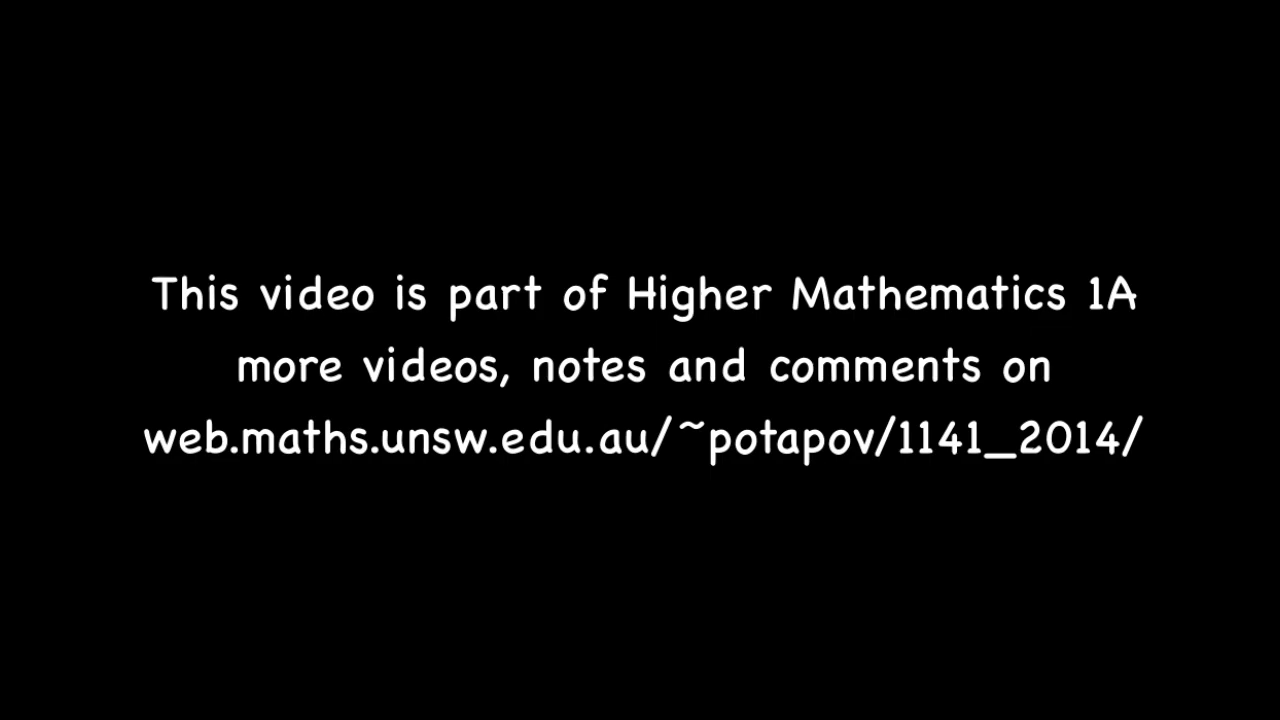 This video is part of Higher Mathematics 1A
more videos, notes and comments on
web.maths.unsw.edu.au/~potapov/1141_2014/